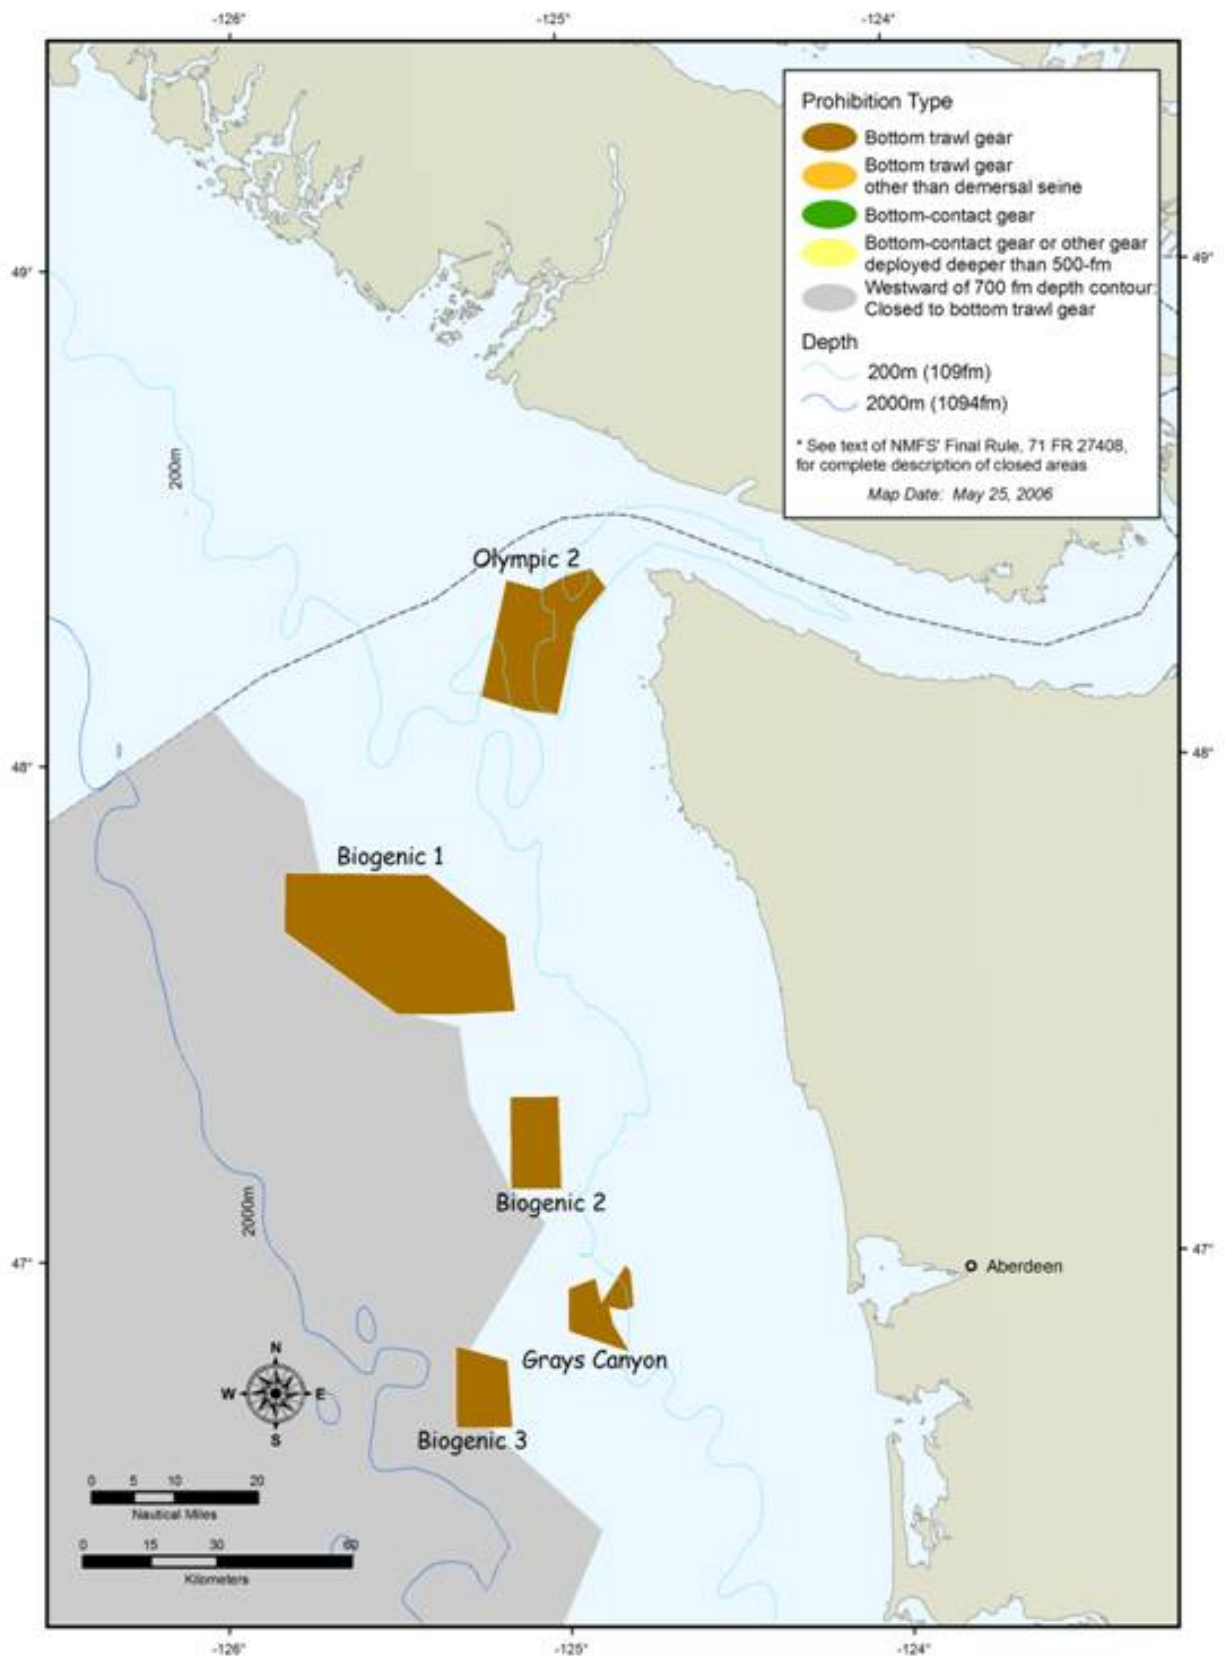 -126°
-125°
-124°
Prohibition Type
Bottom trawl gear
Bottom trawl gear
other than demersal seine
Bottom-contact gear
Bottom-contact gear or other gear
deployed deeper than 500-fm
Westward of 700 fm depth contour:
Closed to bottom trawl gear
Depth
200m (109fm)
2000m (1094fm)
* See text of NMFS' Final Rule, 71 FR 27408,
for complete description of closed areas
Map Date: May 25, 2006
49°
49°
200m
Olympic 2
48°
48°
Biogenic 1
Biogenic 2
2000m
47°
47°
Aberdeen
Grays Canyon
N
W
E
S
Biogenic 3
0 5 10 20
Nautical Miles
0 15 30 60
Kilometers
-126°
-125°
-124°